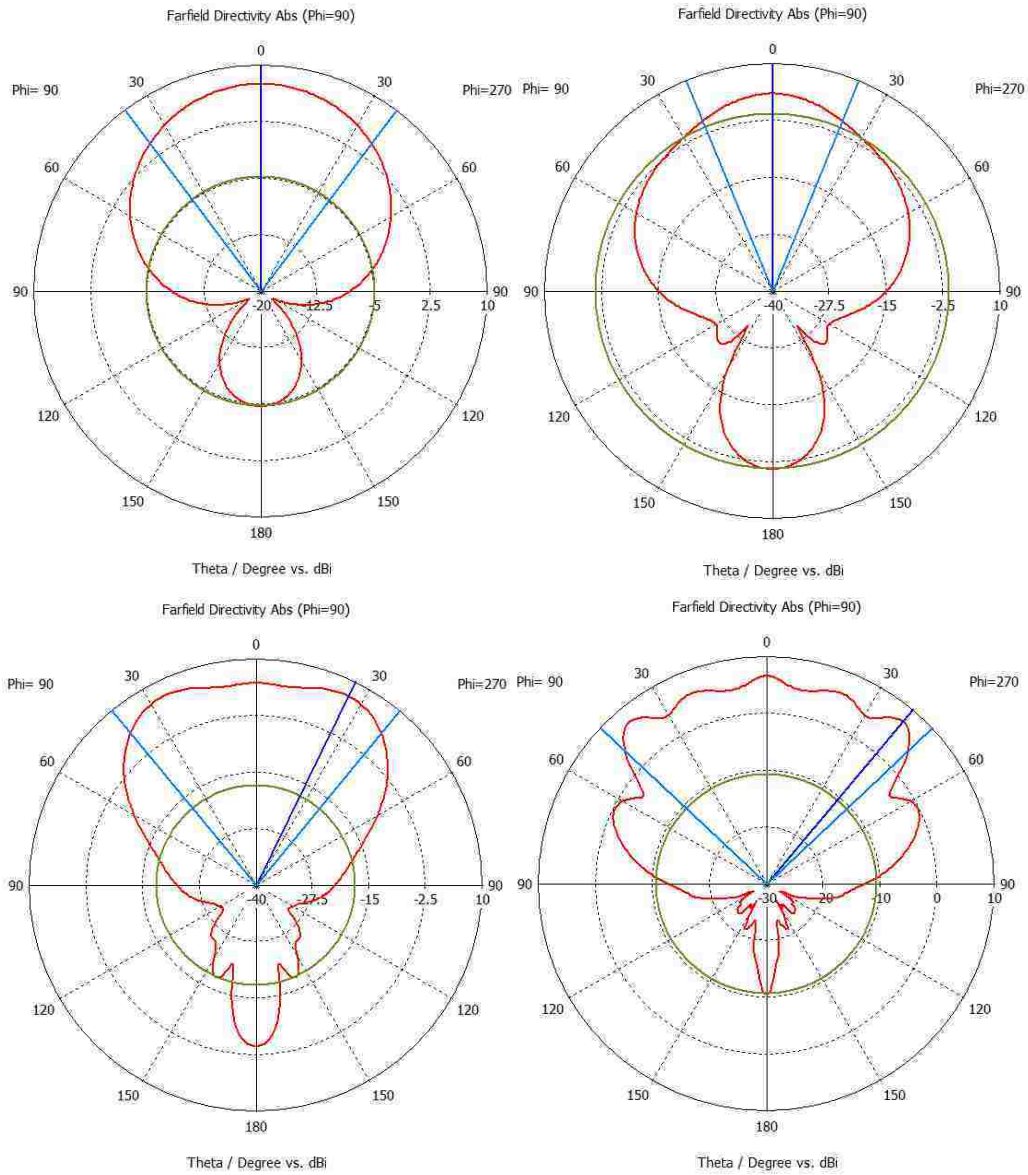 Farfield Directivity Abs (Phi=90)
0
30 30
Phi= 90 Phi=270
60 60
90 -20 -12.5 -5 2.5 10 90
120 120
150 150
180
Theta / Degree vs. dBi
Farfield Directivity Abs (Phi=90)
0
30 30
Phi= 90 Phi=270
60 60
90 -40 -27.5 -15 -2.5 10 90
120 120
150 150
180
Theta / Degree vs. dBi
Farfield Directivity Abs (Phi=90)
0
30 30
Phi= 90 Phi=270
60 60
90 -40 -27.5 -15 -2.5 10 90
120 120
150 150
180
Theta / Degree vs. dBi
Farfield Directivity Abs (Phi=90)
0
30 30
Phi= 90 Phi=270
60 60
90 -30 -20 -10 0 10 90
120 120
150 150
180
Theta / Degree vs. dBi